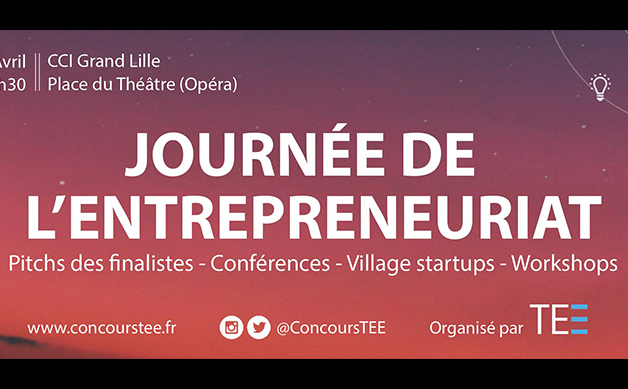 Avril
CCI Grand Lille
h30
Place du Théâtre (Opéra)
JOURNÉE DE
L'ENTREPRENEURIAT
Pitchs des finalistes - Conférences - Village startups - Workshops
www.concourstee.fr
@ConcoursTEE
Organisé par TEE